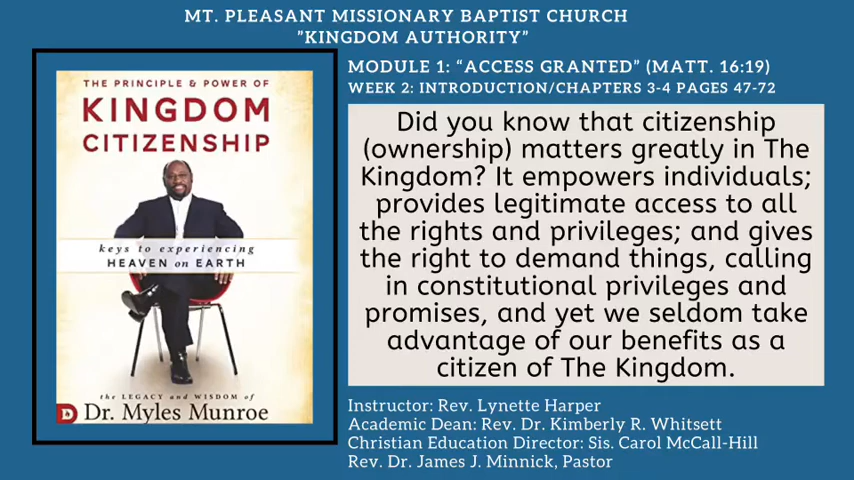 MT. PLEASANT MISSIONARY BAPTIST CHURCH
"KINGDOM AUTHORITY"
THE PRINCIPLE & POWER OF
KINGDOM
CITIZENSHIP
keys to experiencing
HEAVEN on EARTH
the LEGACY and WISDOM of
D Dr. Myles Munroe
MODULE 1: “ACCESS GRANTED” (MATT. 16:19)
WEEK 2: INTRODUCTION/CHAPTERS 3-4 PAGES 47-72
Did you know that citizenship
(ownership) matters greatly in The
Kingdom? It empowers individuals;
provides legitimate access to all
the rights and privileges; and gives
the right to demand things, calling
in constitutional privileges and
promises, and yet we seldom take
advantage of our benefits as a
citizen of The Kingdom.
Instructor: Rev. Lynette Harper
Academic Dean: Rev. Dr. Kimberly R. Whitsett
Christian Education Director: Sis. Carol McCall-Hill
Rev. Dr. James J. Minnick, Pastor